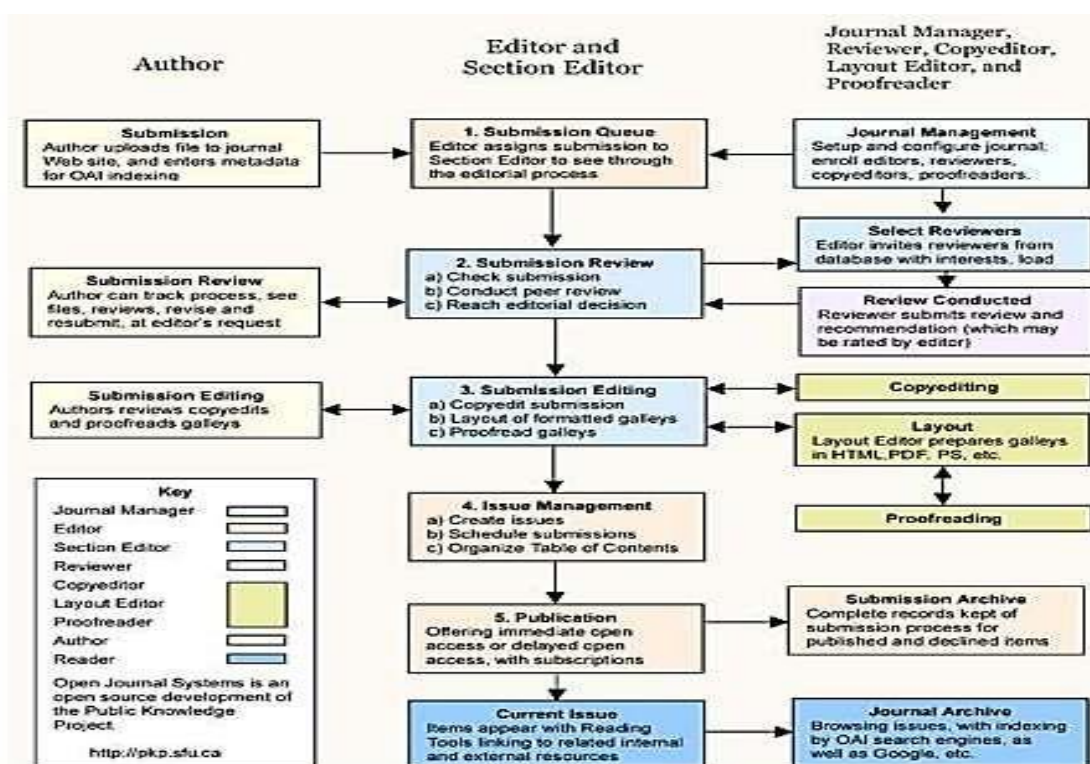 Author
Editor and
Section Editor
Journal Manager,
Reviewer, Copyeditor,
Layout Editor, and
Proofreader
Submission
Author uploads file to journal
Web site, and enters metadata
for OAI indexing
1. Submission Queue
Editor assigns submission to
Section Editor to see through
the editorial process
Journal Management
Setup and configure journal;
enroll editors, reviewers,
copyeditors, proofreaders.
Select Reviewers
Editor invites reviewers from
database with interests, load
Submission Review
Author can track process, see
files, reviews, revise and
resubmit, at editor's request
2. Submission Review
a) Check submission
b) Conduct peer review
c) Reach editorial decision
Review Conducted
Reviewer submits review and
recommendation (which may
be rated by editor)
Submission Editing
Authors reviews copyedits
and proofreads galleys
3. Submission Editing
a) Copyedit submission
b) Layout of formatted galleys
c) Proofread galleys
Copyediting
Layout
Layout Editor prepares galleys
in HTML,PDF, PS, etc.
Proofreading
Key
Journal Manager
Editor
Section Editor
Reviewer
Copyeditor
Layout Editor
Proofreader
Author
Reader
Open Journal Systems is an
open source development of
the Public Knowledge
Project.
http://pkp.sfu.ca
4. Issue Management
a) Create issues
b) Schedule submissions
c) Organize Table of Contents
5. Publication
Offering immediate open
access or delayed open
access, with subscriptions
Submission Archive
Complete records kept of
submission process for
published and declined items
Current Issue
Items appear with Reading
Tools linking to related internal
and external resources
Journal Archive
Browsing issues, with indexing
by OAI search engines, as
well as Google, etc.